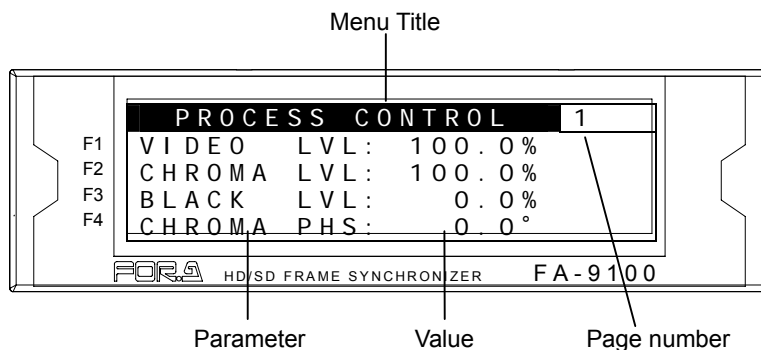 Menu Title
PROCESS CONTROL 1
F1 VIDEO LVL: 100.0%
F2 CHROMA LVL: 100.0%
F3 BLACK LVL: 0.0%
F4 CHROMA PHS: 0.0°
FOR.A HD/SD FRAME SYNCHRONIZER FA-9100
Parameter Value Page number